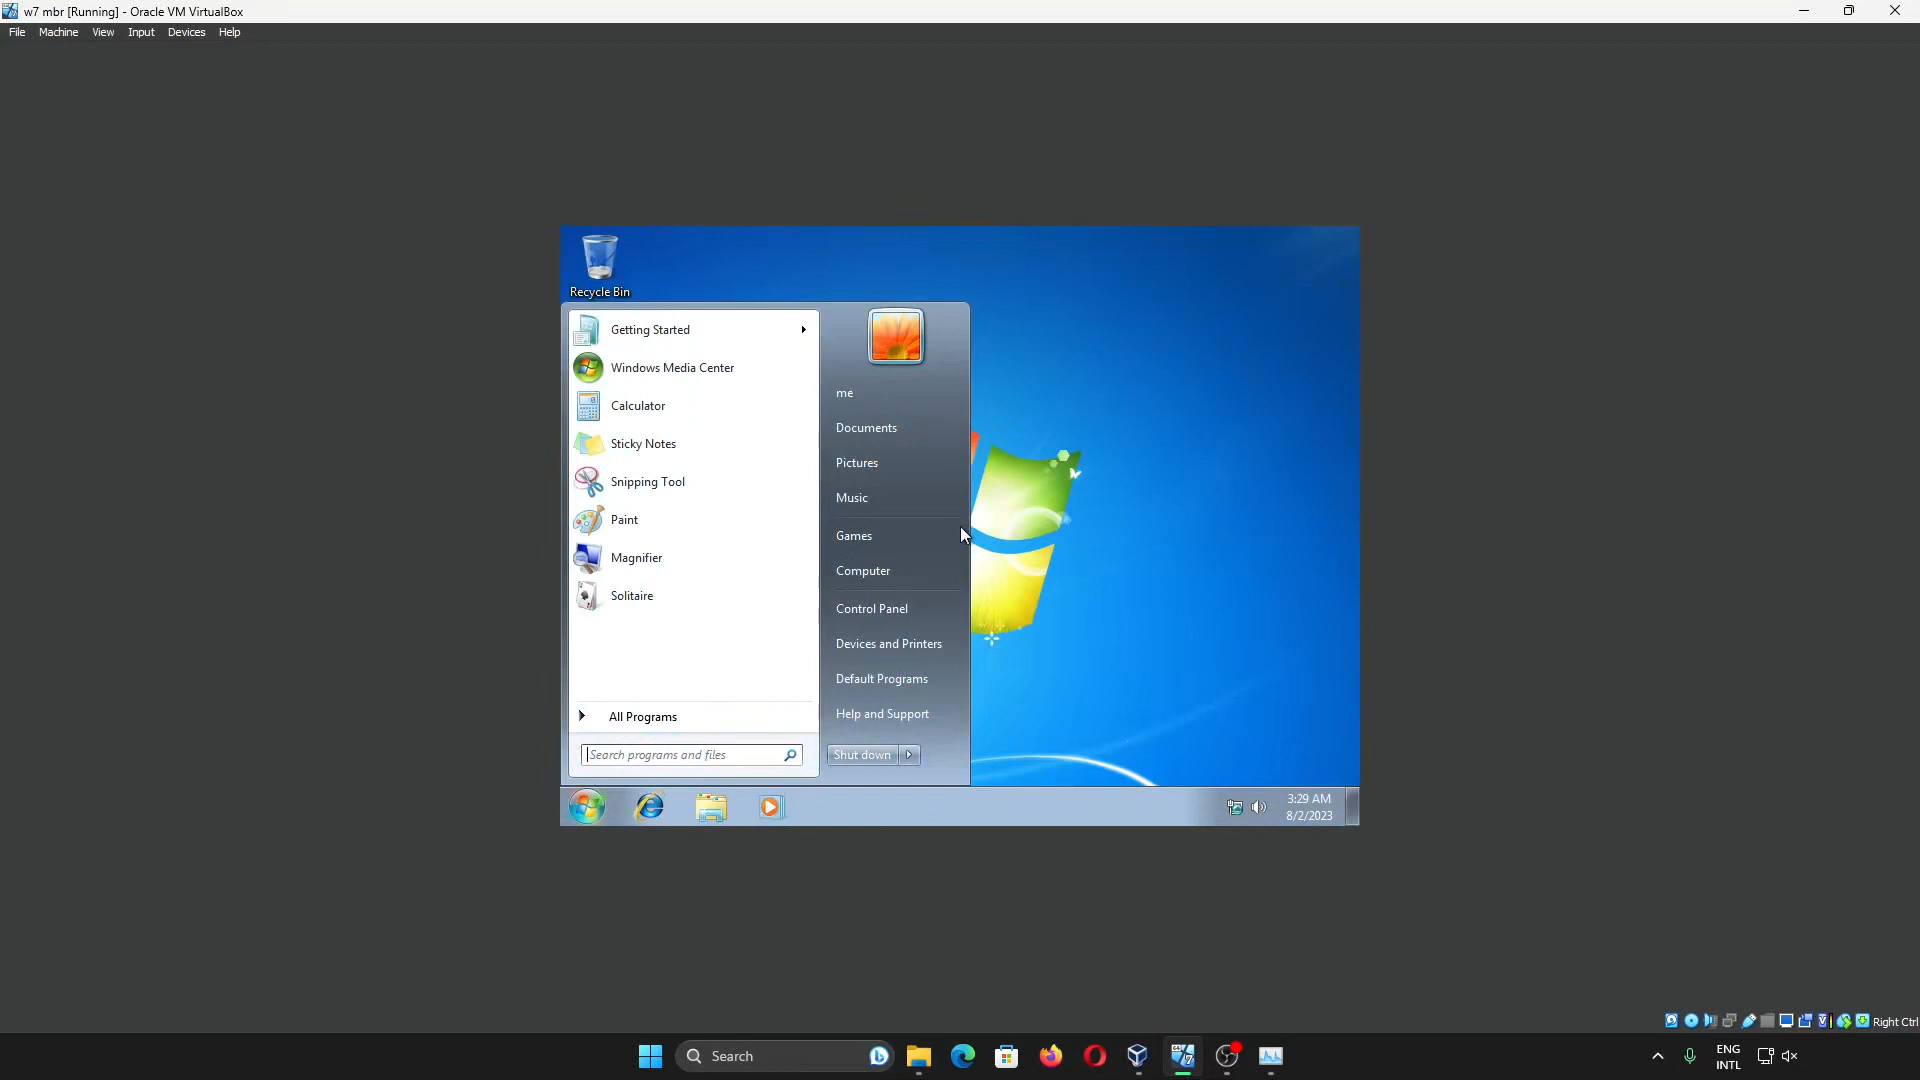 w7 mbr [Running] - Oracle VM VirtualBox
File Machine View Input Devices Help
Recycle Bin
Getting Started
Windows Media Center
Calculator
Sticky Notes
Snipping Tool
Paint
Magnifier
Solitaire
All Programs
Search programs and files
me
Documents
Pictures
Music
Games
Computer
Control Panel
Devices and Printers
Default Programs
Help and Support
Shut down
3:29 AM
8/2/2023
Right Ctrl
Search
ENG
INTL